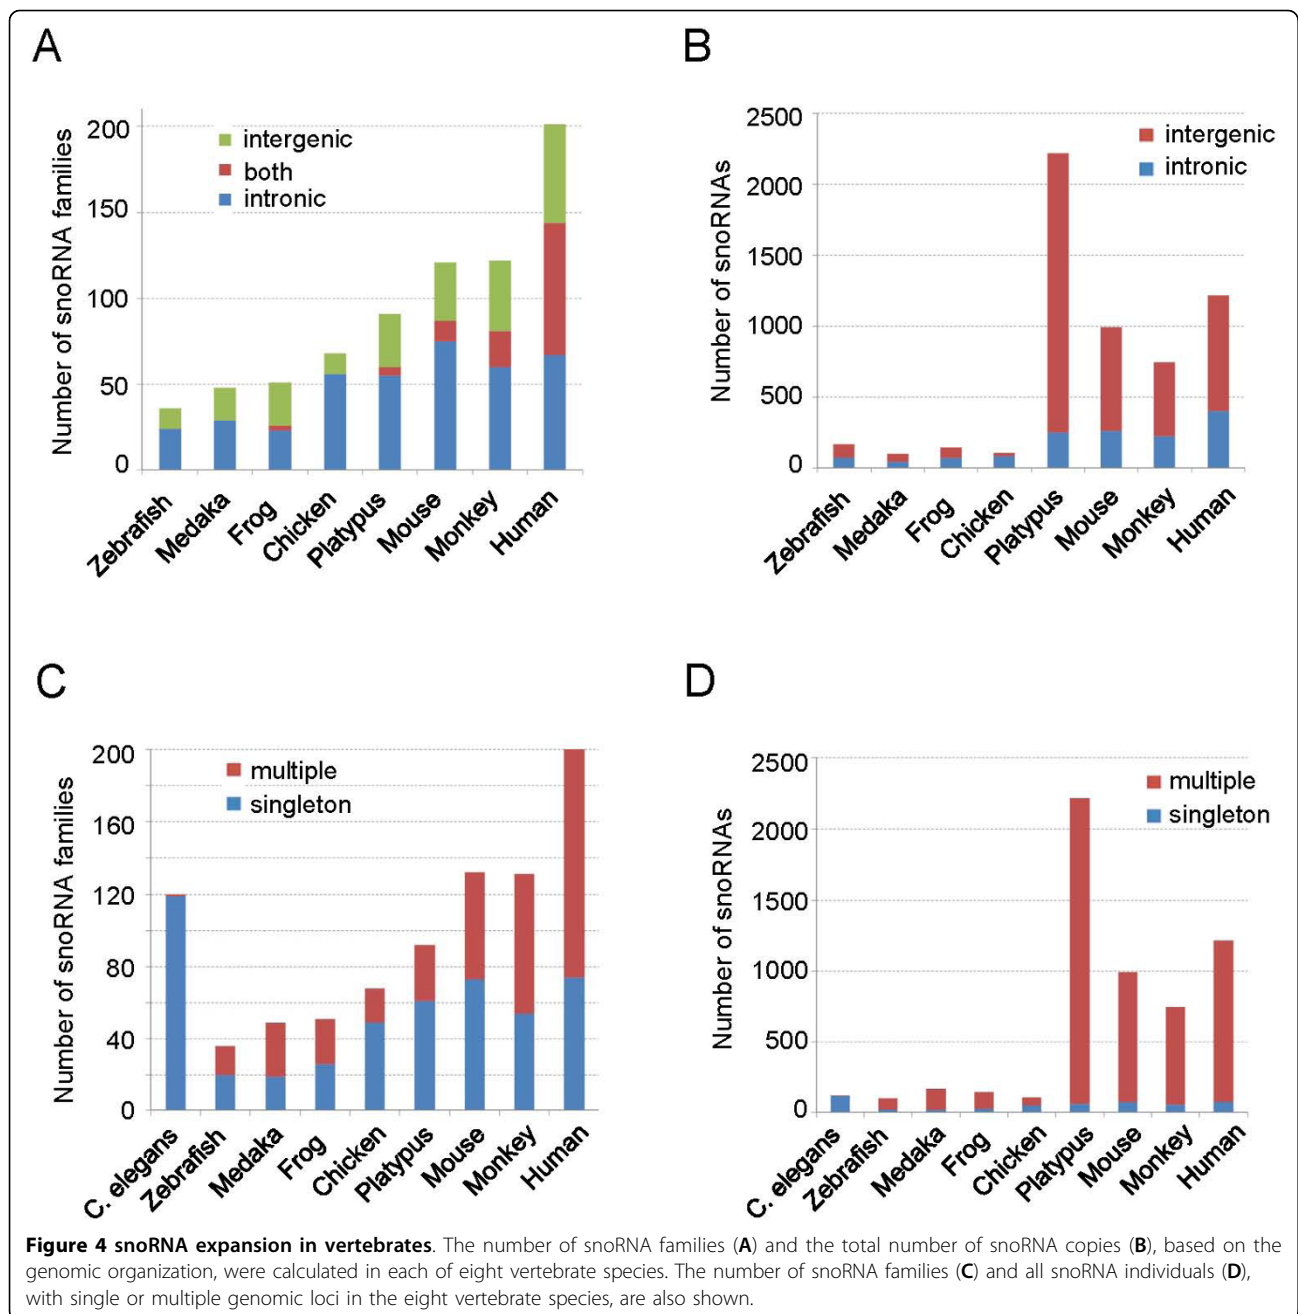 A
Number of snoRNA families
200
150
100
50
0
intergenic
both
intronic
Zebrafish
Medaka
Frog
Chicken
Platypus
Mouse
Monkey
Human
B
Number of snoRNAs
2500
2000
1500
1000
500
0
intergenic
intronic
Zebrafish
Medaka
Frog
Chicken
Platypus
Mouse
Monkey
Human
C
Number of snoRNA families
200
160
120
80
40
0
multiple
singleton
C. elegans
Zebrafish
Medaka
Frog
Chicken
Platypus
Mouse
Monkey
Human
D
Number of snoRNAs
2500
2000
1500
1000
500
0
multiple
singleton
C. elegans
Zebrafish
Medaka
Frog
Chicken
Platypus
Mouse
Monkey
Human
Figure 4 snoRNA expansion in vertebrates. The number of snoRNA families (A) and the total number of snoRNA copies (B), based on the
genomic organization, were calculated in each of eight vertebrate species. The number of snoRNA families (C) and all snoRNA individuals (D),
with single or multiple genomic loci in the eight vertebrate species, are also shown.